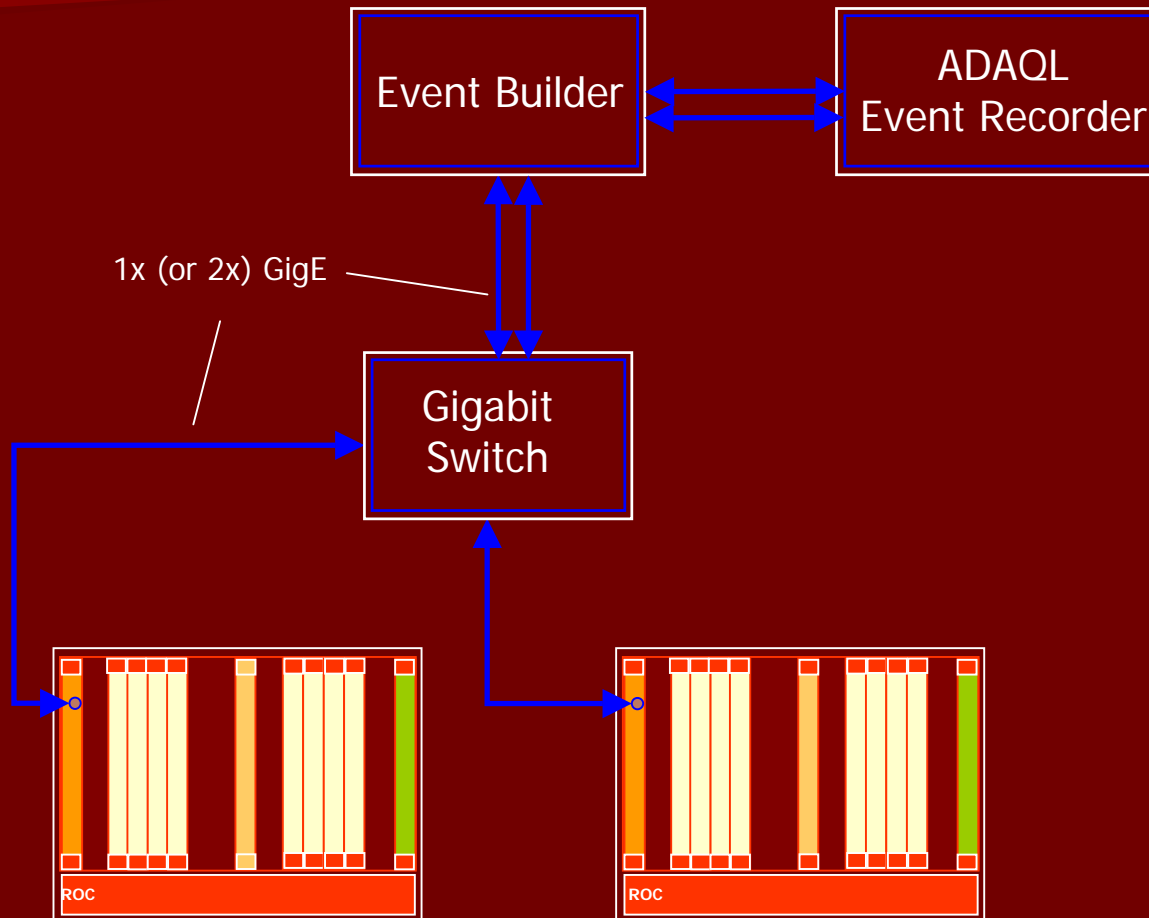 Event Builder
ADAQL
Event Recorder
1x (or 2x) GigE
Gigabit
Switch
ROC
ROC